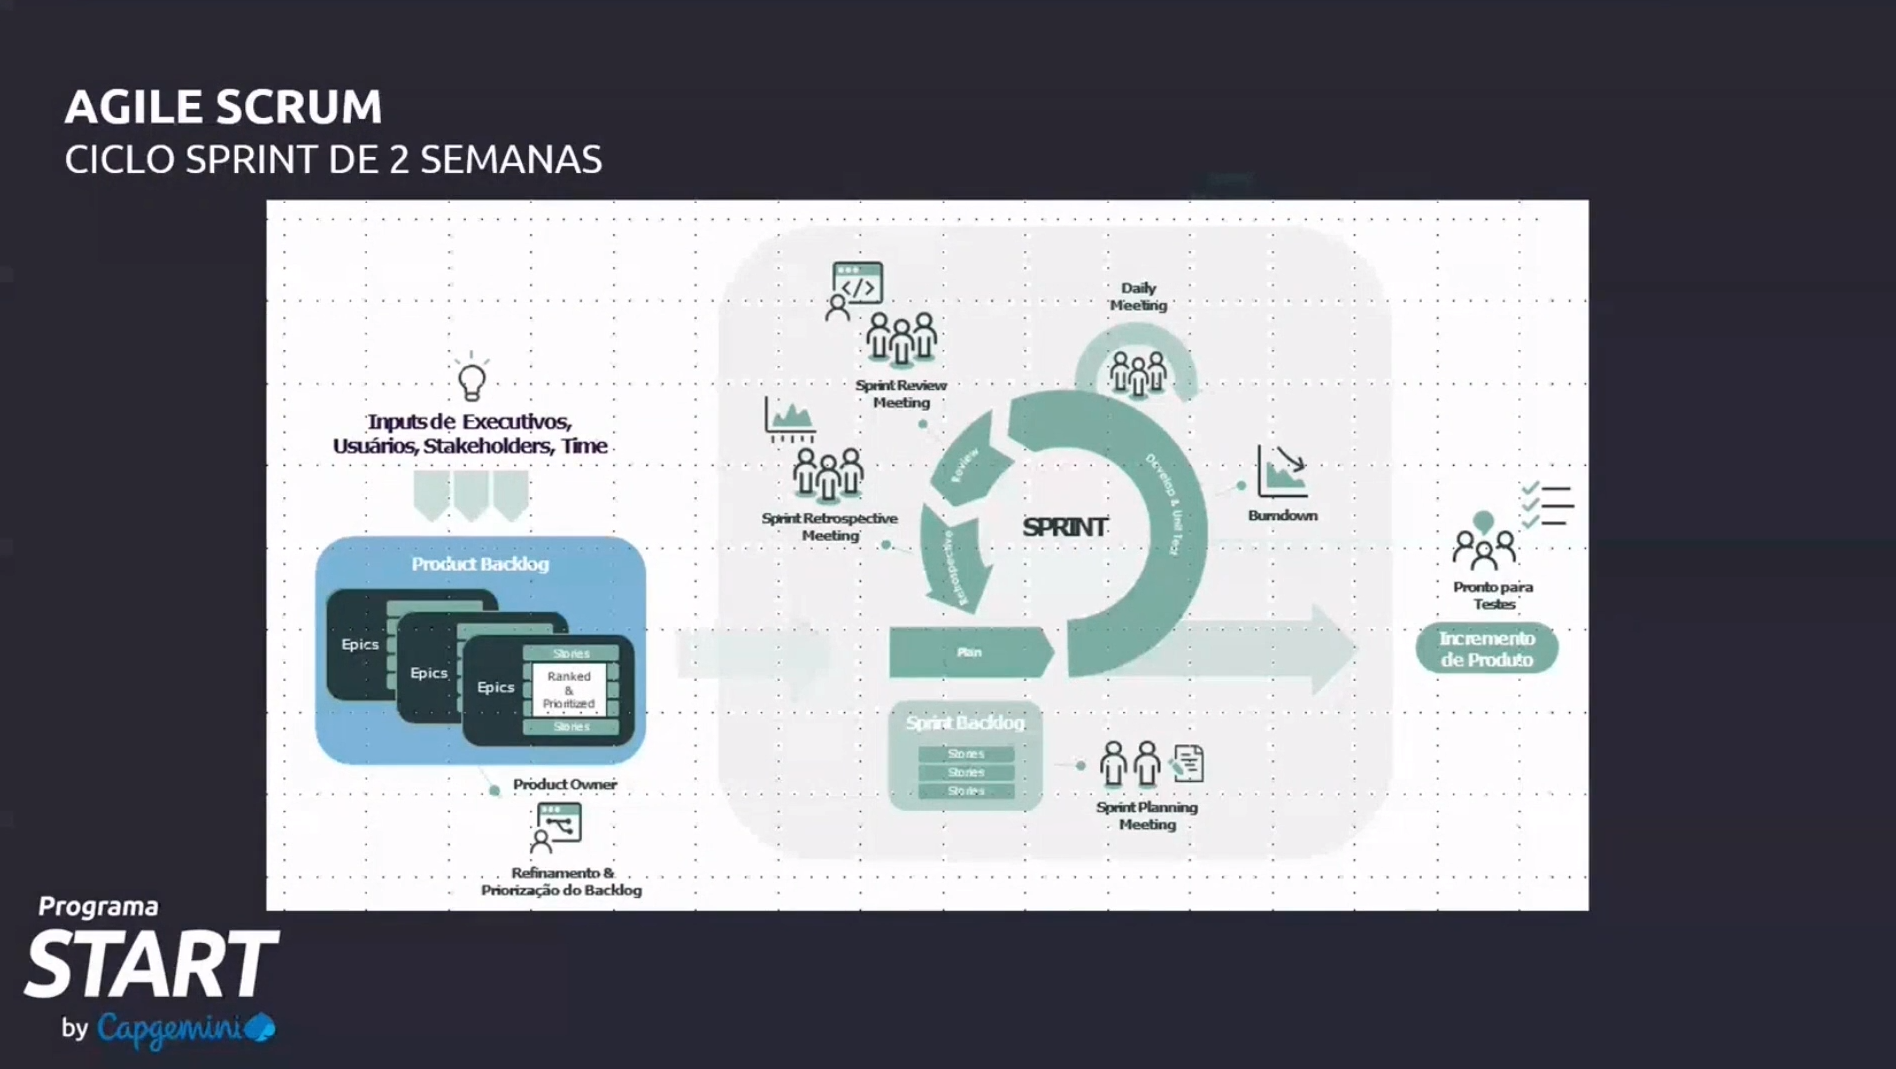 AGILE SCRUM
CICLO SPRINT DE 2 SEMANAS
Inputs de Executivos,
Usuários, Stakeholders, Time
Product Backlog
Epics
Epics
Epics
Stories
Ranked
&
Prioritized
Stories
Product Owner
Refinamento &
Priorização do Backlog
Sprint Review
Meeting
Sprint Retrospective
Meeting
Daily
Meeting
Review
Retrospective
Develop & Unit Test
SPRINT
Burndown
Plan
Sprint Backlog
Stories
Stories
Stories
Sprint Planning
Meeting
Pronto para
Testes
Incremento
de Produto
Programa
START
by Capgemini